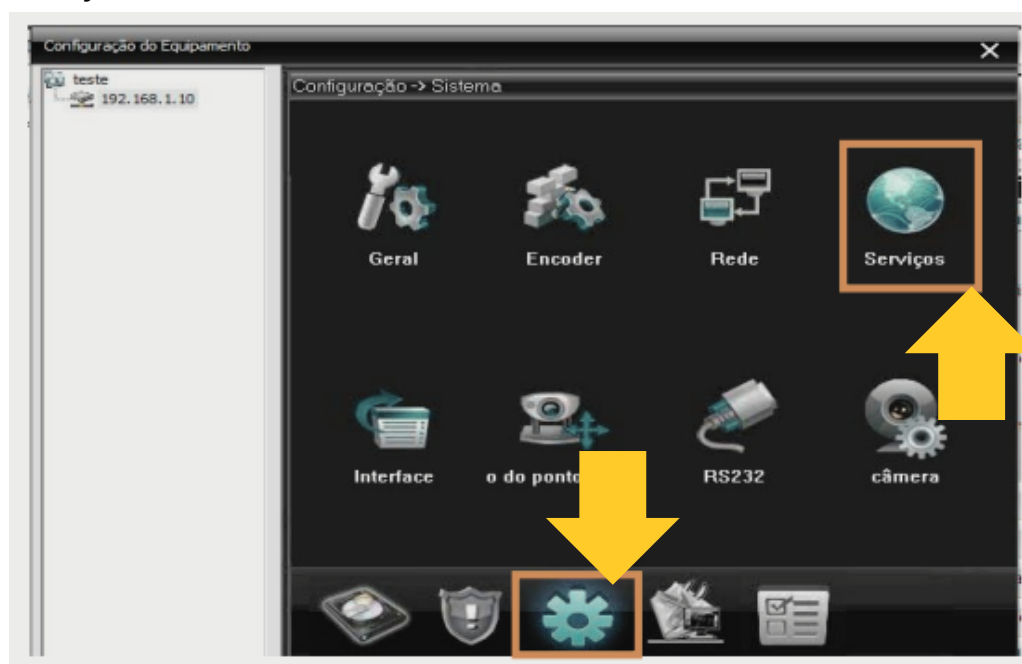 Configuração do Equipamento
teste
192.168.1.10
Configuração -> Sistema
Geral
Encoder
Rede
Serviços
Interface
o do ponto
RS232
câmera